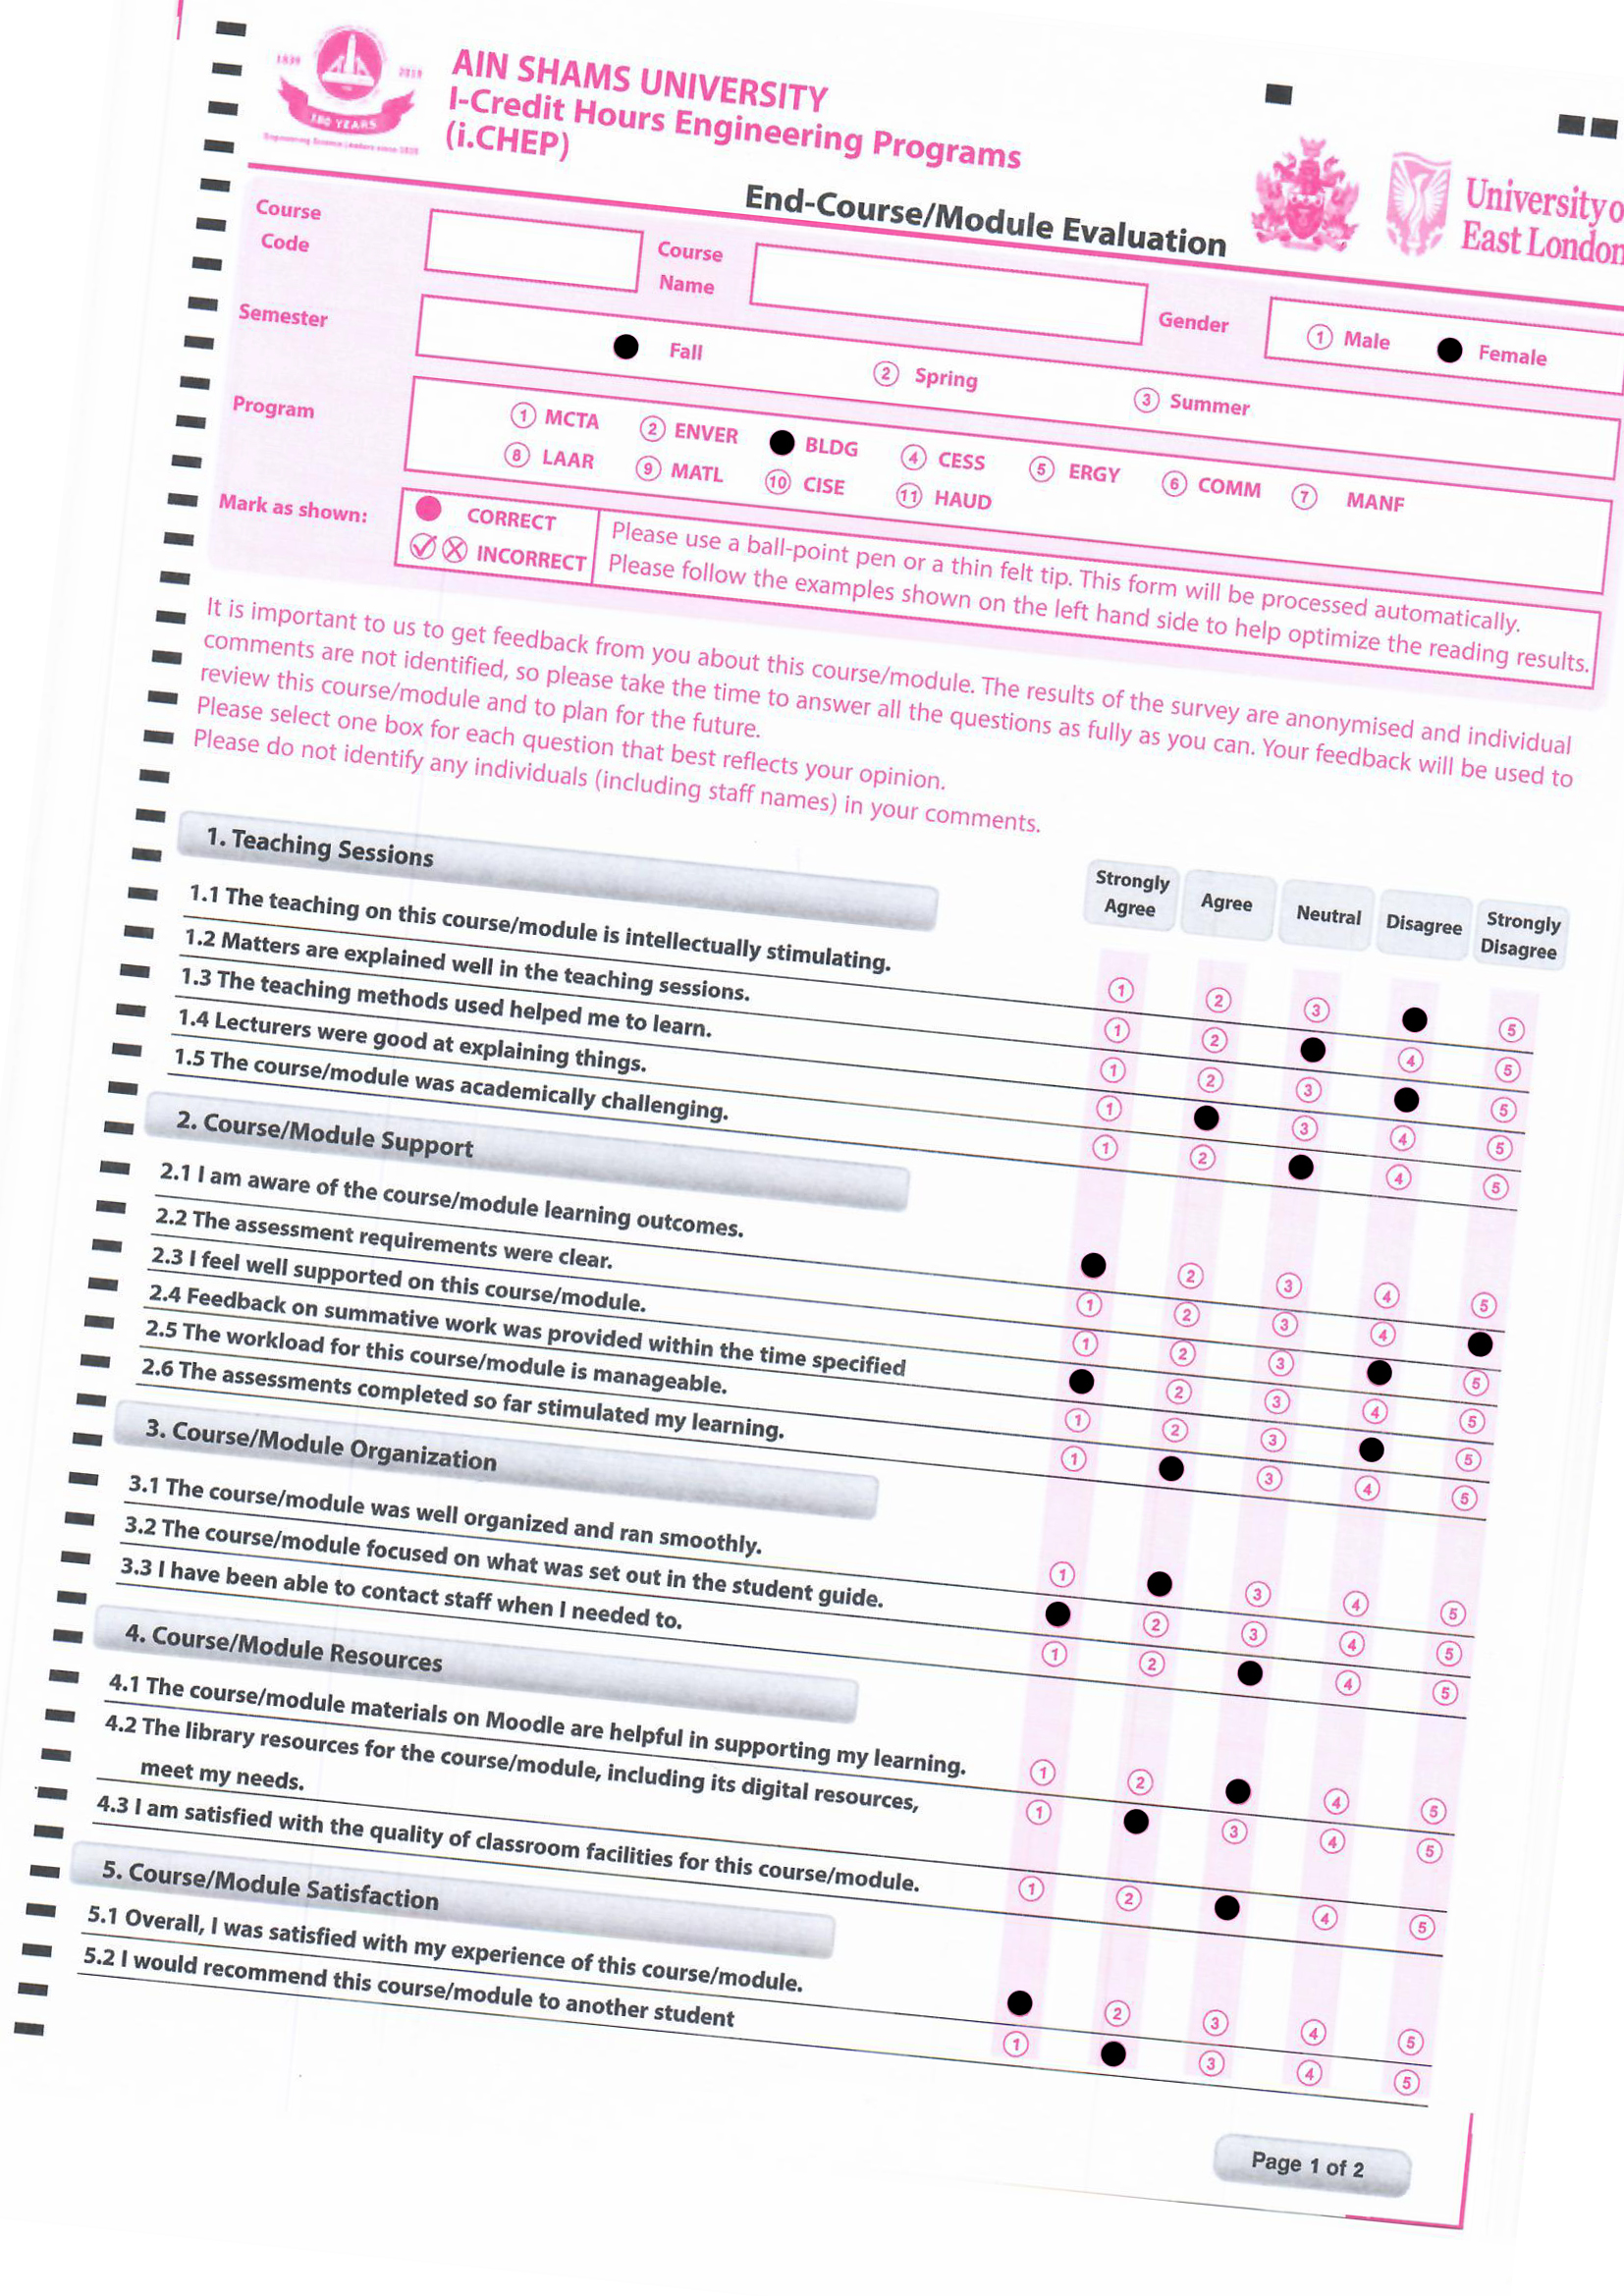 1839 2019
180 YEARS
Engineering Science Leaders since 1839
AIN SHAMS UNIVERSITY
I-Credit Hours Engineering Programs
(i.CHEP)
End-Course/Module Evaluation
University o
East London
Course Code
Course Name
Gender
1 Male Female
Semester
Fall 2 Spring 3 Summer
Program
1 MCTA 2 ENVER BLDG 4 CESS 5 ERGY 6 COMM 7 MANF
8 LAAR 9 MATL 10 CISE 11 HAUD
Mark as shown:
CORRECT
INCORRECT
Please use a ball-point pen or a thin felt tip. This form will be processed automatically.
Please follow the examples shown on the left hand side to help optimize the reading results.
It is important to us to get feedback from you about this course/module. The results of the survey are anonymised and individual
comments are not identified, so please take the time to answer all the questions as fully as you can. Your feedback will be used to
review this course/module and to plan for the future.
Please select one box for each question that best reflects your opinion.
Please do not identify any individuals (including staff names) in your comments.
1. Teaching Sessions
Strongly Agree Agree Neutral Disagree Strongly Disagree
1.1 The teaching on this course/module is intellectually stimulating. 1 2 3 5
1.2 Matters are explained well in the teaching sessions. 1 2 4 5
1.3 The teaching methods used helped me to learn. 1 2 3 5
1.4 Lecturers were good at explaining things. 1 3 4 5
1.5 The course/module was academically challenging. 1 2 4 5
2. Course/Module Support
2.1 I am aware of the course/module learning outcomes. 2 3 4 5
2.2 The assessment requirements were clear. 1 2 3 4
2.3 I feel well supported on this course/module. 1 2 3 5
2.4 Feedback on summative work was provided within the time specified 2 3 4 5
2.5 The workload for this course/module is manageable. 1 2 3 5
2.6 The assessments completed so far stimulated my learning. 1 3 4 5
3. Course/Module Organization
3.1 The course/module was well organized and ran smoothly. 1 3 4 5
3.2 The course/module focused on what was set out in the student guide. 2 3 4 5
3.3 I have been able to contact staff when I needed to. 1 2 4 5
4. Course/Module Resources
4.1 The course/module materials on Moodle are helpful in supporting my learning. 1 2 4 5
4.2 The library resources for the course/module, including its digital resources, 1 3 4 5
meet my needs.
4.3 I am satisfied with the quality of classroom facilities for this course/module. 1 2 4 5
5. Course/Module Satisfaction
5.1 Overall, I was satisfied with my experience of this course/module. 2 3 4 5
5.2 I would recommend this course/module to another student 1 3 4 5
Page 1 of 2